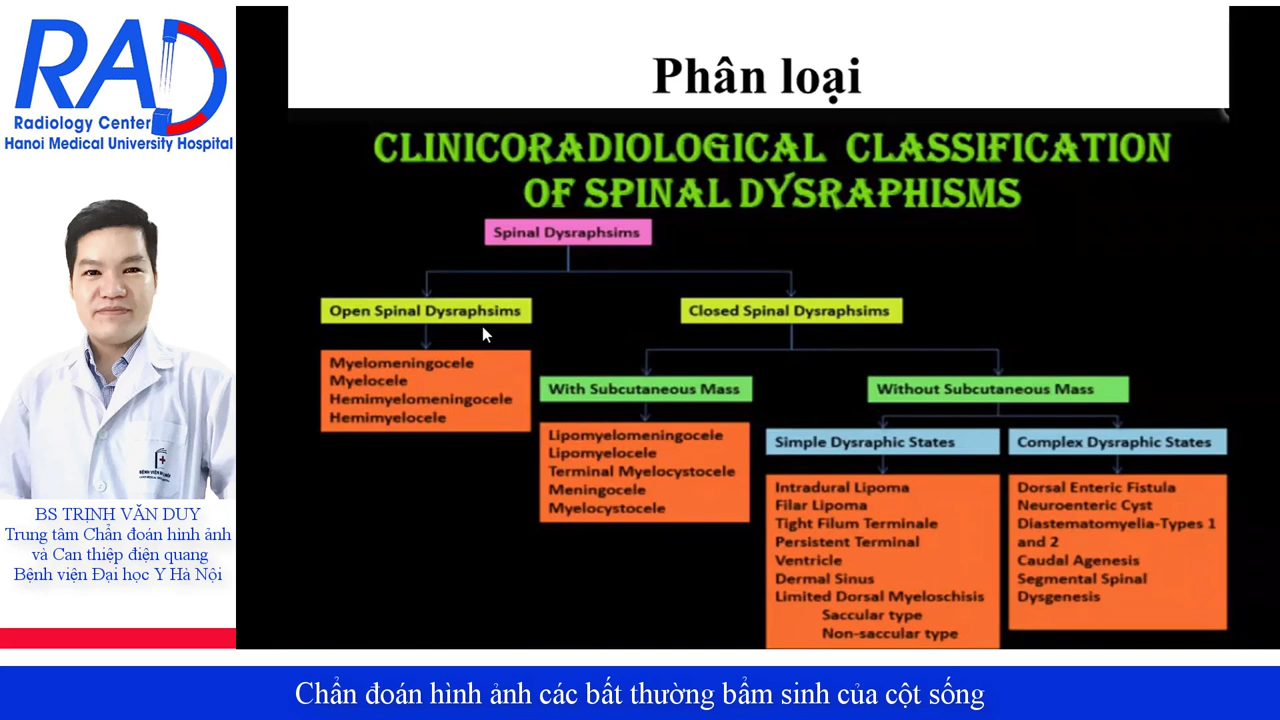 RAD
Radiology Center
Hanoi Medical University Hospital
BS TRỊNH VĂN DUY
Trung tâm Chẩn đoán hình ảnh
và Can thiệp điện quang
Bệnh viện Đại học Y Hà Nội
Phân loại
CLINICORADIOLOGICAL CLASSIFICATION
OF SPINAL DYSRAPHISMS
Spinal Dysraphsims
Open Spinal Dysraphsims
Closed Spinal Dysraphsims
Myelomeningocele
Myelocele
Hemimyelomeningocele
Hemimyelocele
With Subcutaneous Mass
Without Subcutaneous Mass
Lipomyelomeningocele
Lipomyelocele
Terminal Myelocystocele
Meningocele
Myelocystocele
Simple Dysraphic States
Complex Dysraphic States
Intradural Lipoma
Filar Lipoma
Tight Filum Terminale
Persistent Terminal
Ventricle
Dermal Sinus
Limited Dorsal Myeloschisis
Saccular type
Non-saccular type
Dorsal Enteric Fistula
Neuroenteric Cyst
Diastematomyelia-Types 1
and 2
Caudal Agenesis
Segmental Spinal
Dysgenesis
Chẩn đoán hình ảnh các bất thường bẩm sinh của cột sống